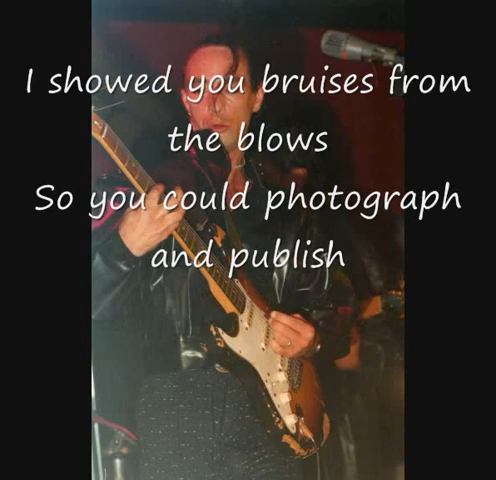 I showed you bruises from
the blows
So you could photograph
and publish